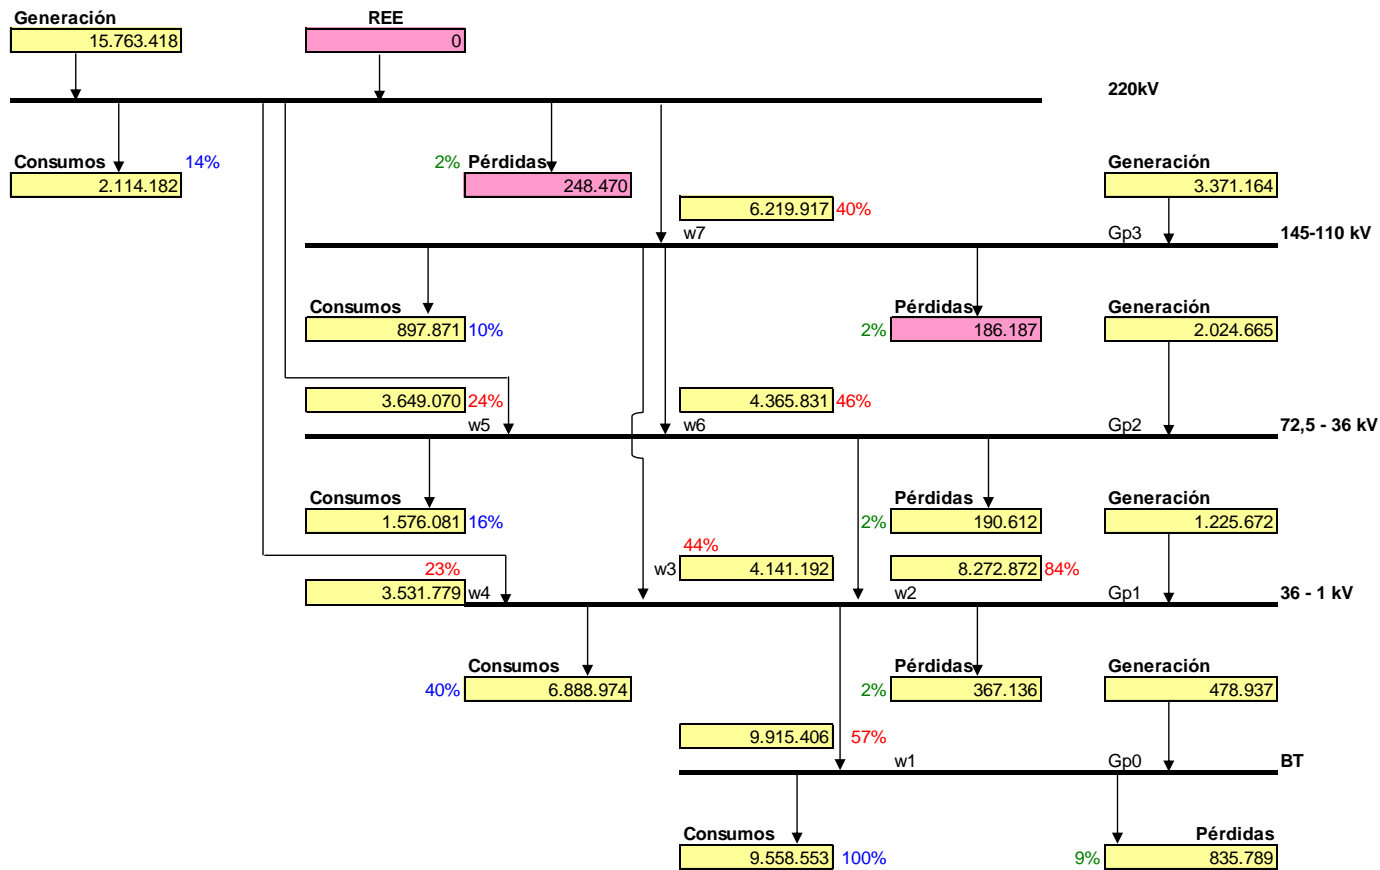 Generación REE
15.763.418 0
220kV
Consumos 14% 2% Pérdidas Generación
2.114.182 248.470 3.371.164
6.219.917 40%
w7 Gp3 145-110 kV
Consumos Pérdidas Generación
897.871 10% 2% 186.187 2.024.665
3.649.070 24% 4.365.831 46%
w5 w6 Gp2 72,5 - 36 kV
Consumos Pérdidas Generación
1.576.081 16% 2% 190.612 1.225.672
44%
23% w3 4.141.192 8.272.872 84%
3.531.779 w4 w2 Gp1 36 - 1 kV
Consumos Pérdidas Generación
40% 6.888.974 2% 367.136 478.937
9.915.406 57%
w1 Gp0 BT
Consumos Pérdidas
9.558.553 100% 9% 835.789